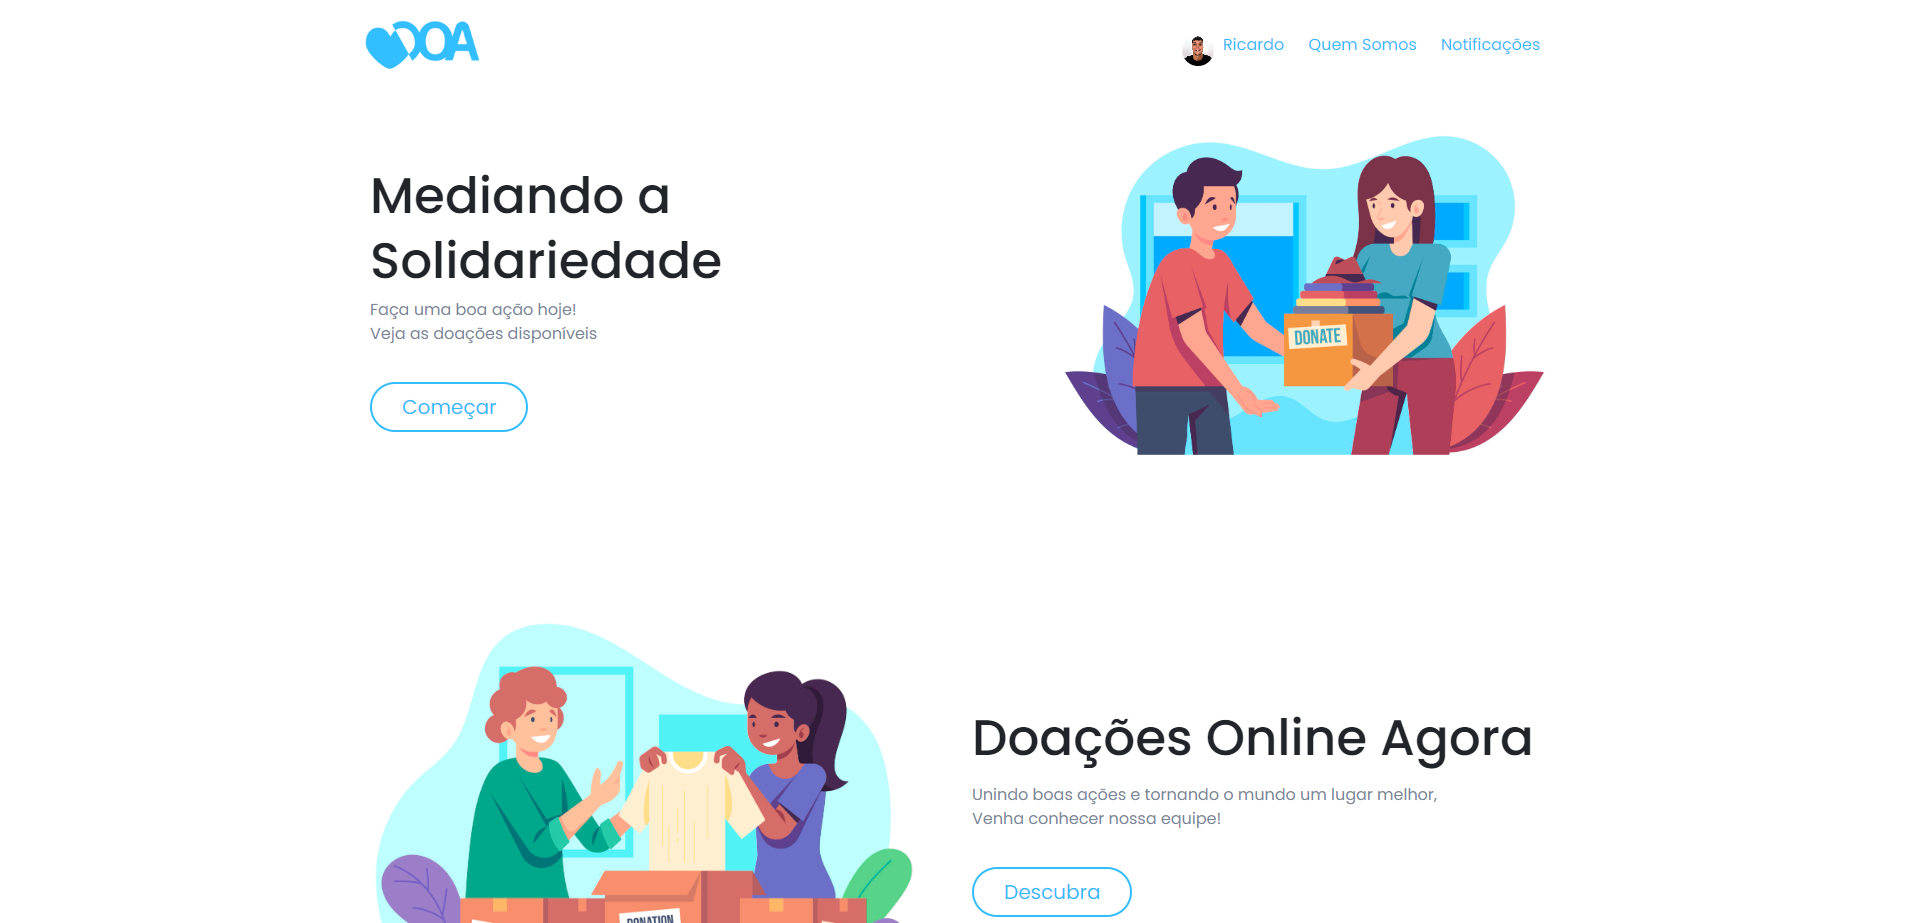 DOA
Ricardo Quem Somos Notificações
Mediando a
Solidariedade
Faça uma boa ação hoje!
Veja as doações disponíveis
Começar
DONATE
Doações Online Agora
Unindo boas ações e tornando o mundo um lugar melhor,
Venha conhecer nossa equipe!
Descubra
DONATION